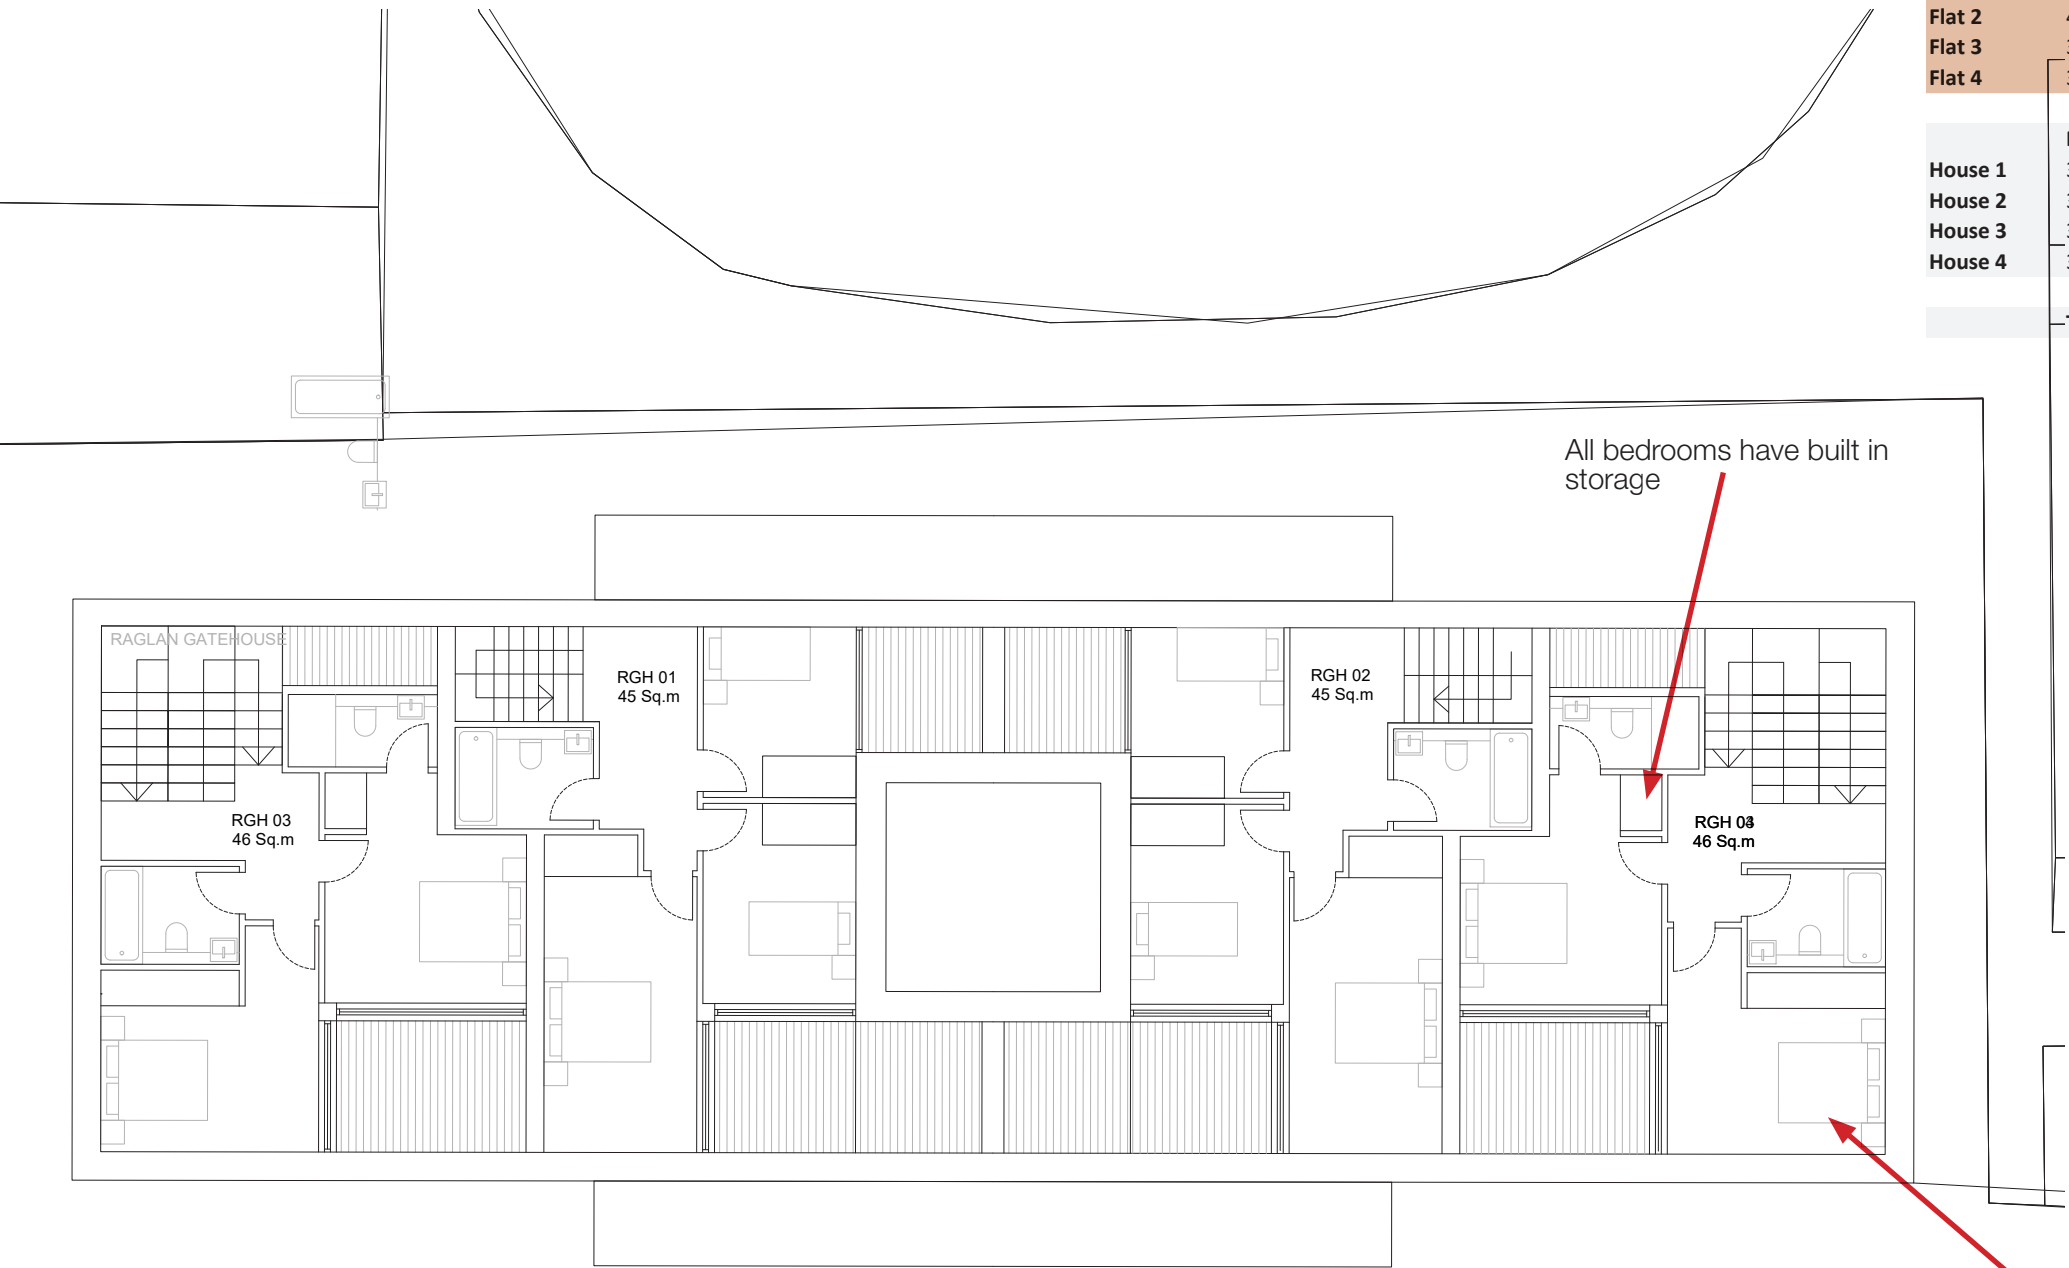 Flat 2
Flat 3
Flat 4
House 1
House 2
House 3
House 4
All bedrooms have built in
storage
RAGLAN GATEHOUSE
RGH 01
45 Sq.m
RGH 02
45 Sq.m
RGH 03
46 Sq.m
RGH
46 Sq.m